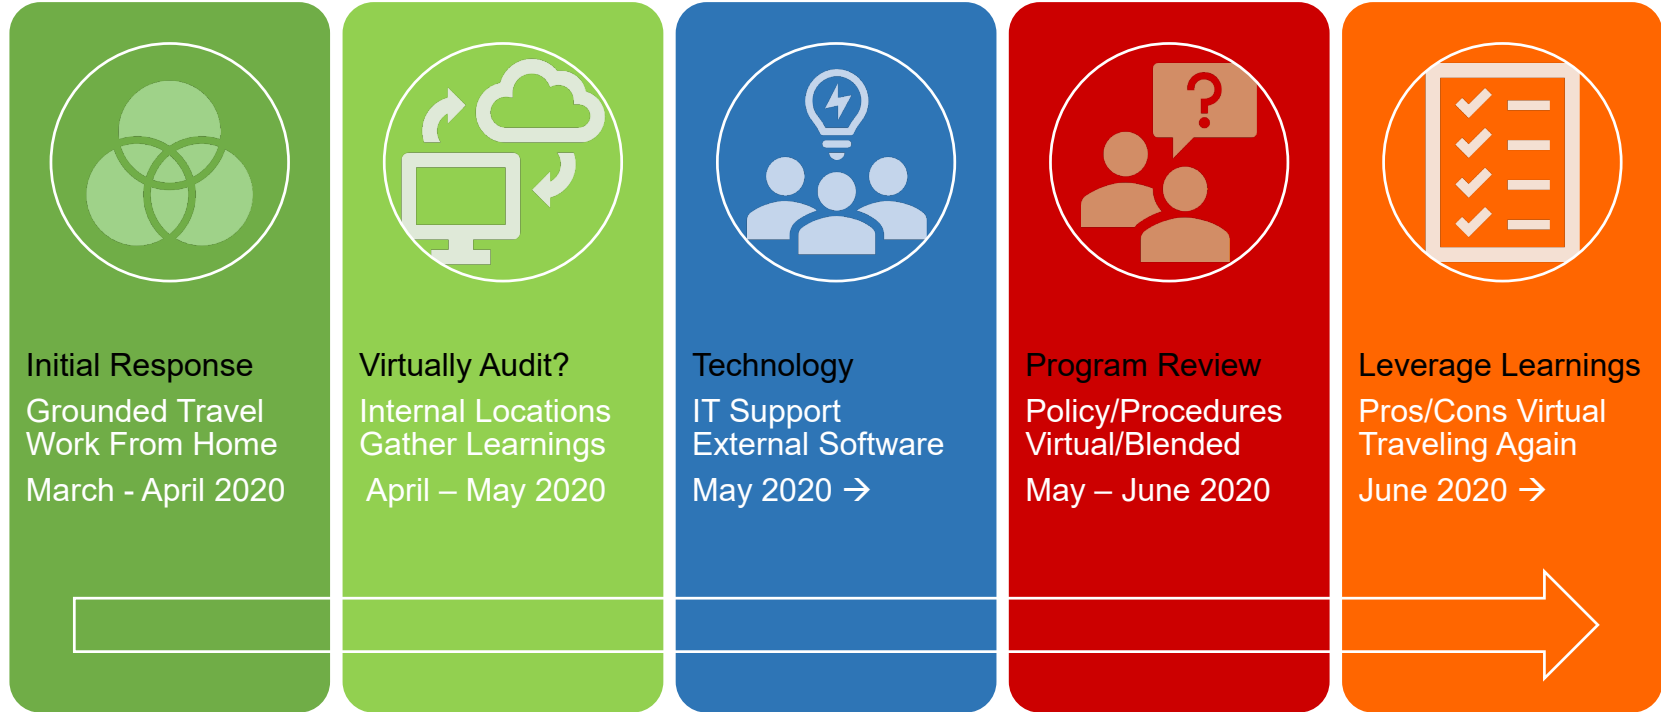 Initial Response
Grounded Travel
Work From Home
March - April 2020
Virtually Audit?
Internal Locations
Gather Learnings
April – May 2020
Technology
IT Support
External Software
May 2020 →
Program Review
Policy/Procedures
Virtual/Blended
May – June 2020
Leverage Learnings
Pros/Cons Virtual
Traveling Again
June 2020 →
?